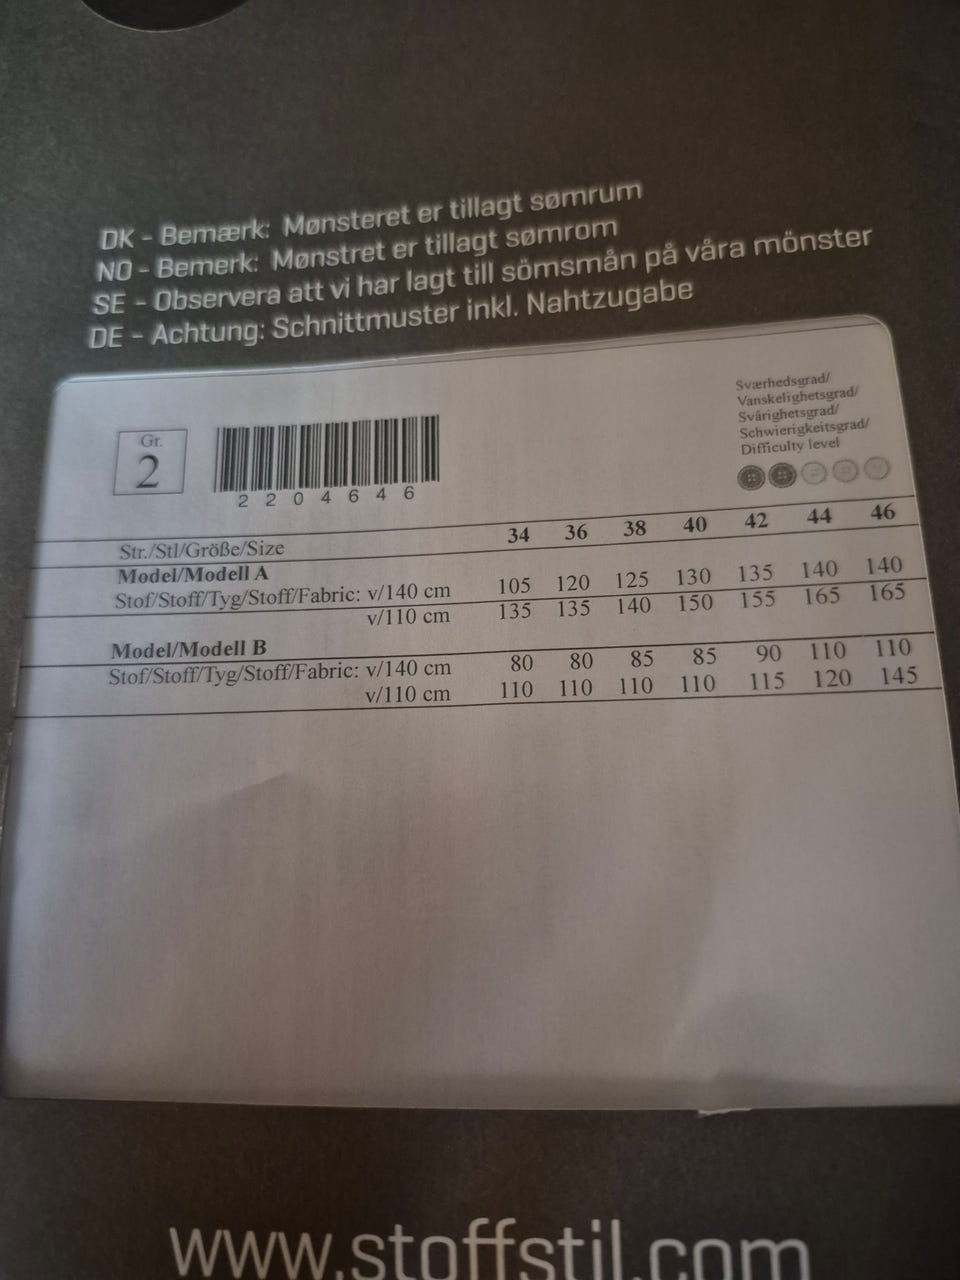 DK - Bemærk: Mønsteret er tillagt sømrum
NO - Bemerk: Mønstret er tillagt sømrom
SE - Observera att vi har lagt till sömsmån på våra mönster
DE - Achtung: Schnittmuster inkl. Nahtzugabe
Gr.
2
2204646
Sværhedsgrad/
Vanskelighetsgrad/
Svårighetsgrad/
Schwierigkeitsgrad/
Difficulty level
Str./Stl/Größe/Size 34 36 38 40 42 44 46
Model/Modell A
Stof/Stoff/Tyg/Stoff/Fabric: v/140 cm 105 120 125 130 135 140 140
v/110 cm 135 135 140 150 155 165 165
Model/Modell B
Stof/Stoff/Tyg/Stoff/Fabric: v/140 cm 80 80 85 85 90 110 110
v/110 cm 110 110 110 110 115 120 145
www.stoffstil.com